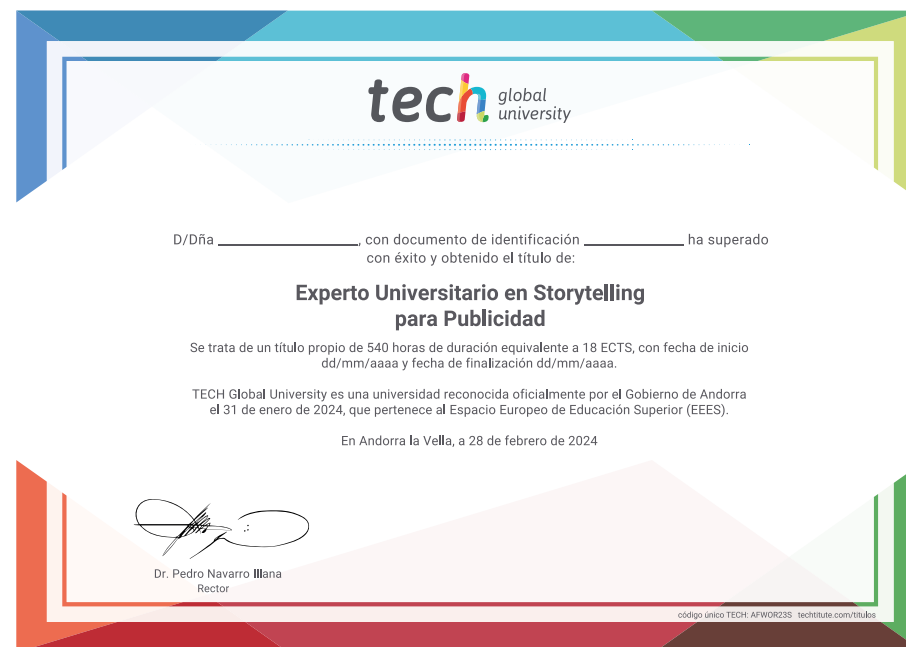 tech global university
D/Dña ____________________, con documento de identificación ______________ ha superado
con éxito y obtenido el título de:
Experto Universitario en Storytelling
para Publicidad
Se trata de un título propio de 540 horas de duración equivalente a 18 ECTS, con fecha de inicio
dd/mm/aaaa y fecha de finalización dd/mm/aaaa.
TECH Global University es una universidad reconocida oficialmente por el Gobierno de Andorra
el 31 de enero de 2024, que pertenece al Espacio Europeo de Educación Superior (EEES).
En Andorra la Vella, a 28 de febrero de 2024
Dr. Pedro Navarro Illana
Rector
código único TECH: AFWOR23S techtitute.com/titulos